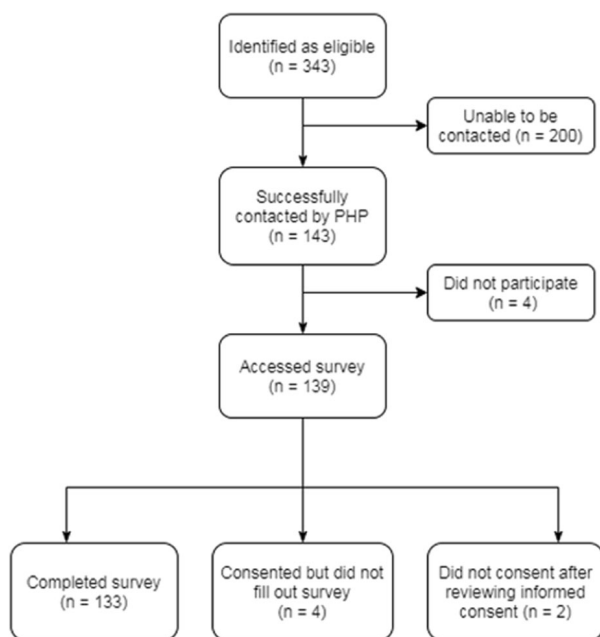 Identified as eligible
(n = 343)
Unable to be
contacted (n = 200)
Successfully
contacted by PHP
(n = 143)
Did not participate
(n = 4)
Accessed survey
(n = 139)
Completed survey
(n = 133)
Consented but did not
fill out survey
(n = 4)
Did not consent after
reviewing informed
consent (n = 2)